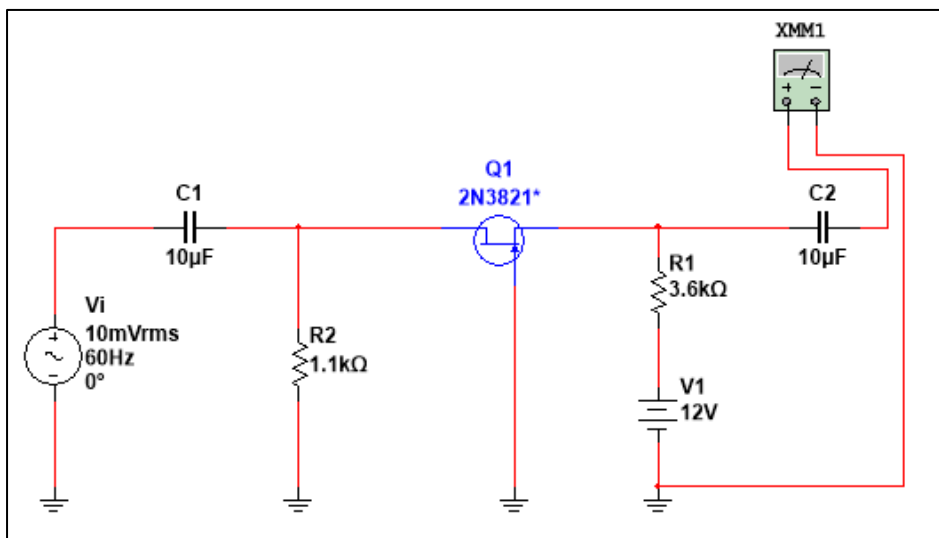 XMM1
Q1
2N3821*
C1
10µF
C2
10µF
R1
3.6kΩ
Vi
10mVrms
60Hz
0°
R2
1.1kΩ
V1
12V